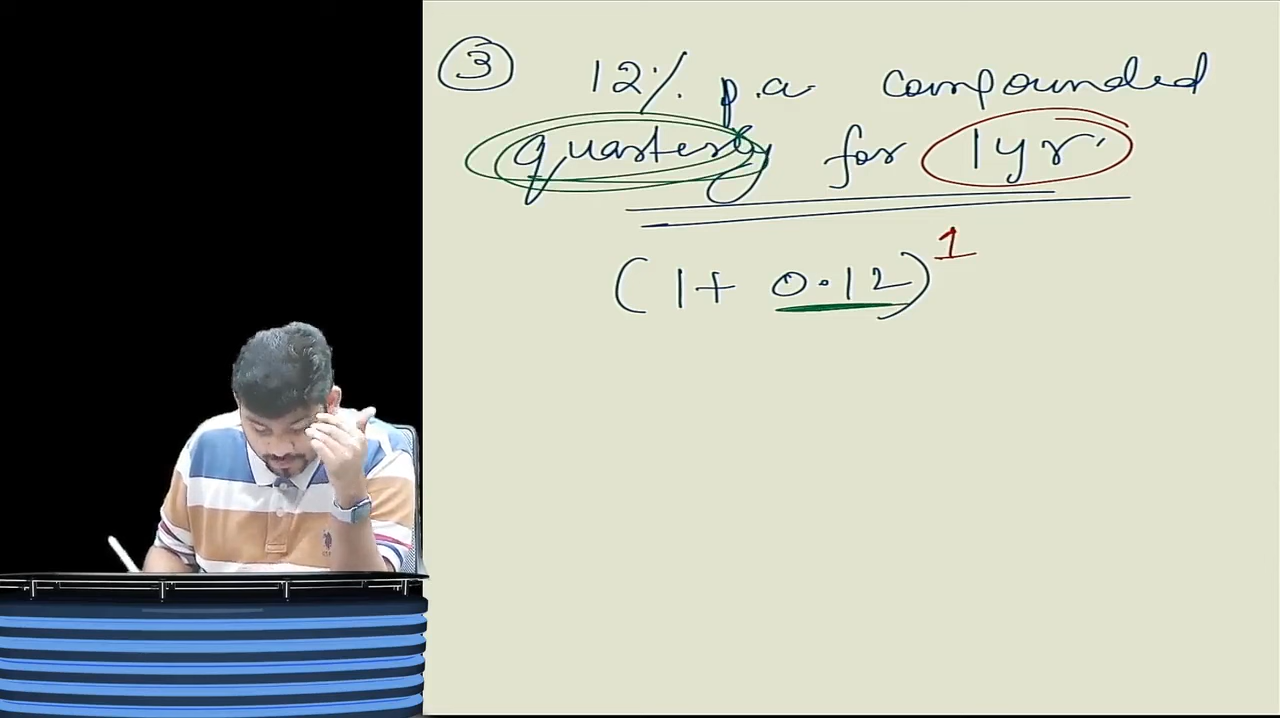 ③ 12% p.a. compounded
quarterly for 1yr.
(1+ 0.12)^1